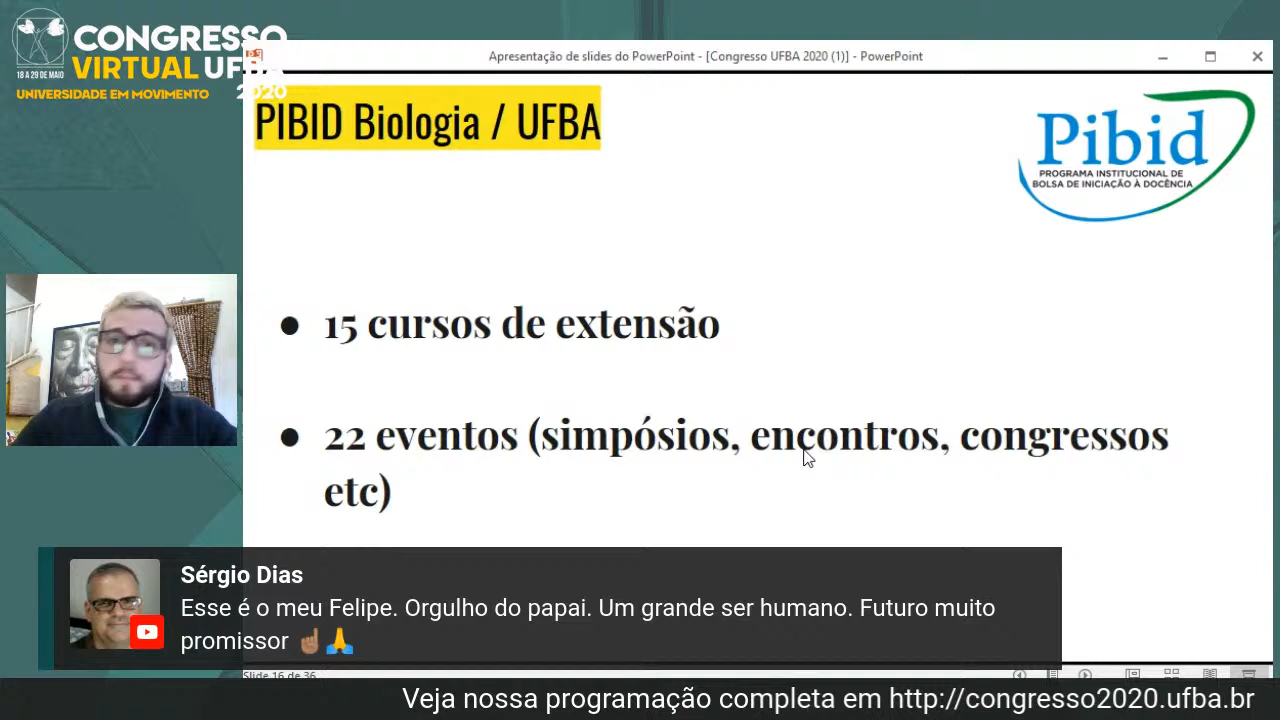 CONGRESSO
VIRTUAL UFBA
18 A 29 DE MAIO
UNIVERSIDADE EM MOVIMENTO
2020
Apresentação de slides do PowerPoint - [Congresso UFBA 2020 (1)] - PowerPoint
PIBID Biologia / UFBA
Pibid
PROGRAMA INSTITUCIONAL DE
BOLSA DE INICIAÇÃO À DOCÊNCIA
● 15 cursos de extensão
● 22 eventos (simpósios, encontros, congressos
etc)
Sérgio Dias
Esse é o meu Felipe. Orgulho do papai. Um grande ser humano. Futuro muito
promissor ☝🏽🙏
Slide 16 de 36
Veja nossa programação completa em http://congresso2020.ufba.br